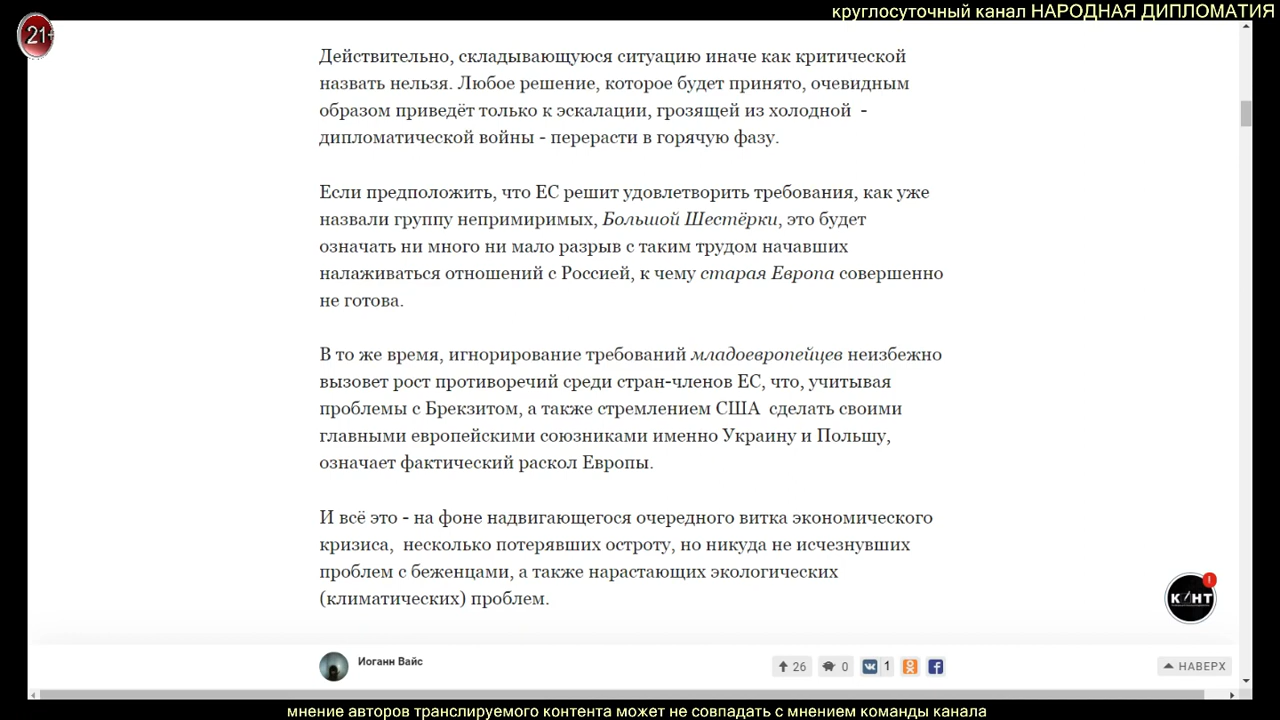 круглосуточный канал НАРОДНАЯ ДИПЛОМАТИЯ
21+
Действительно, складывающуюся ситуацию иначе как критической
назвать нельзя. Любое решение, которое будет принято, очевидным
образом приведёт только к эскалации, грозящей из холодной -
дипломатической войны - перерасти в горячую фазу.
Если предположить, что ЕС решит удовлетворить требования, как уже
назвали группу непримиримых, Большой Шестёрки, это будет
означать ни много ни мало разрыв с таким трудом начавших
налаживаться отношений с Россией, к чему старая Европа совершенно
не готова.
В то же время, игнорирование требований младоевропейцев неизбежно
вызовет рост противоречий среди стран-членов ЕС, что, учитывая
проблемы с Брекзитом, а также стремлением США сделать своими
главными европейскими союзниками именно Украину и Польшу,
означает фактический раскол Европы.
И всё это - на фоне надвигающегося очередного витка экономического
кризиса, несколько потерявших остроту, но никуда не исчезнувших
проблем с беженцами, а также нарастающих экологических
(климатических) проблем.
КОНТ
!
Иоганн Вайс
26
0
1
НАВЕРХ
мнение авторов транслируемого контента может не совпадать с мнением команды канала